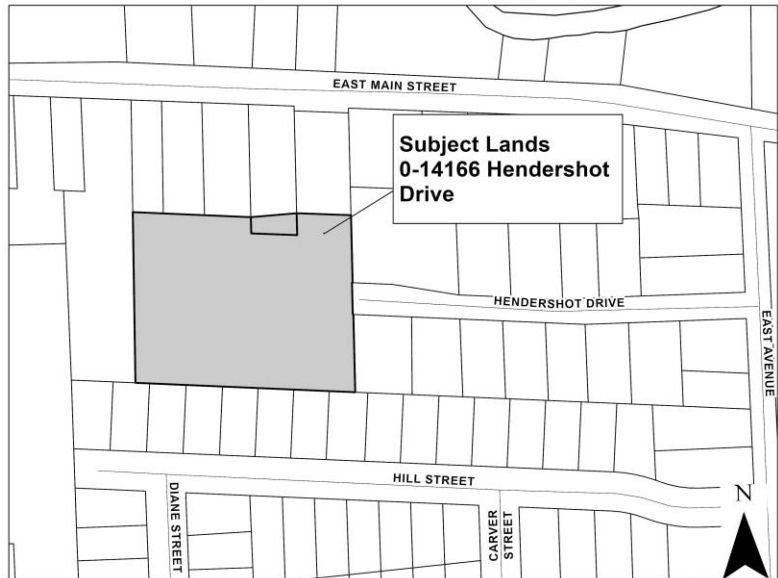 EAST MAIN STREET
Subject Lands
0-14166 Hendershot
Drive
HENDERSHOT DRIVE
EAST AVENUE
HILL STREET
DIANE STREET
CARVER
STREET
N